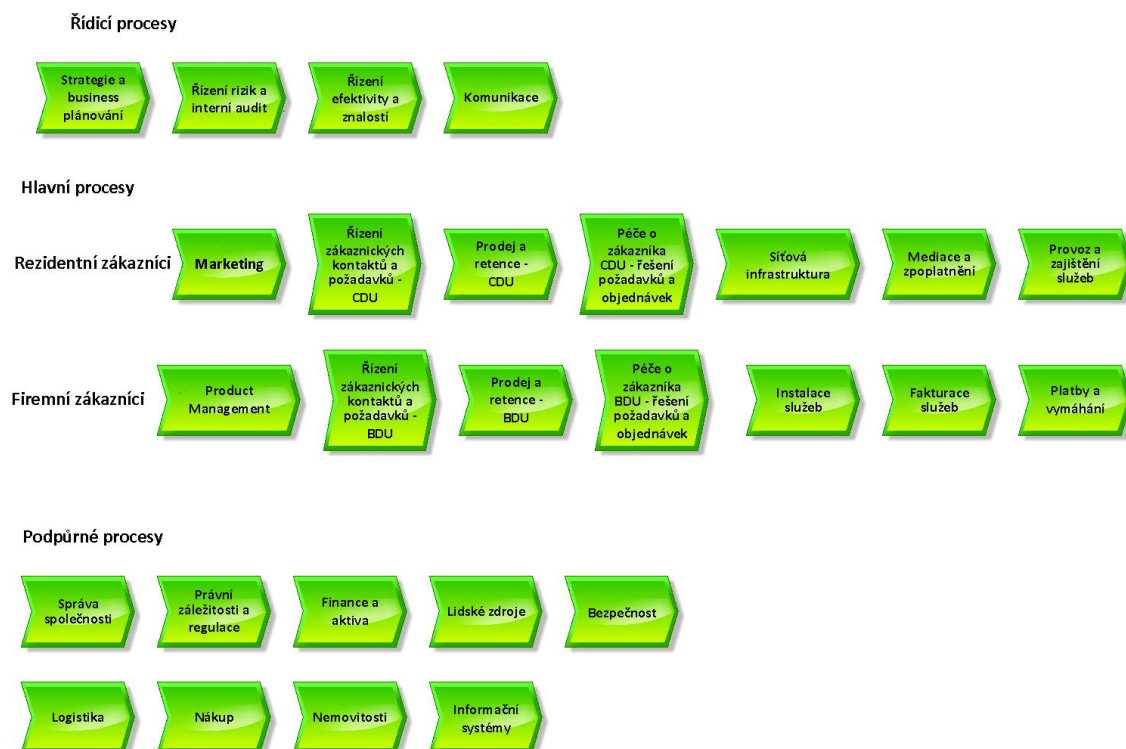 Řídicí procesy
Strategie a
business
plánování
Řízení rizik a
interní audit
Řízení
efektivity a
znalostí
Komunikace
Hlavní procesy
Rezidentní zákazníci
Marketing
Řízení
zákaznických
kontaktů a
požadavků -
CDU
Prodej a
retence -
CDU
Péče o
zákazníka
CDU - řešení
požadavků a
objednávek
Síťová
infrastruktura
Mediace a
zpoplatnění
Provoz a
zajištění
služeb
Firemní zákazníci
Product
Management
Řízení
zákaznických
kontaktů a
požadavků -
BDU
Prodej a
retence -
BDU
Péče o
zákazníka
BDU - řešení
požadavků a
objednávek
Instalace
služeb
Fakturace
služeb
Platby a
vymáhání
Podpůrné procesy
Správa
společnosti
Právní
záležitosti a
regulace
Finance a
aktiva
Lidské zdroje
Bezpečnost
Logistika
Nákup
Nemovitosti
Informační
systémy